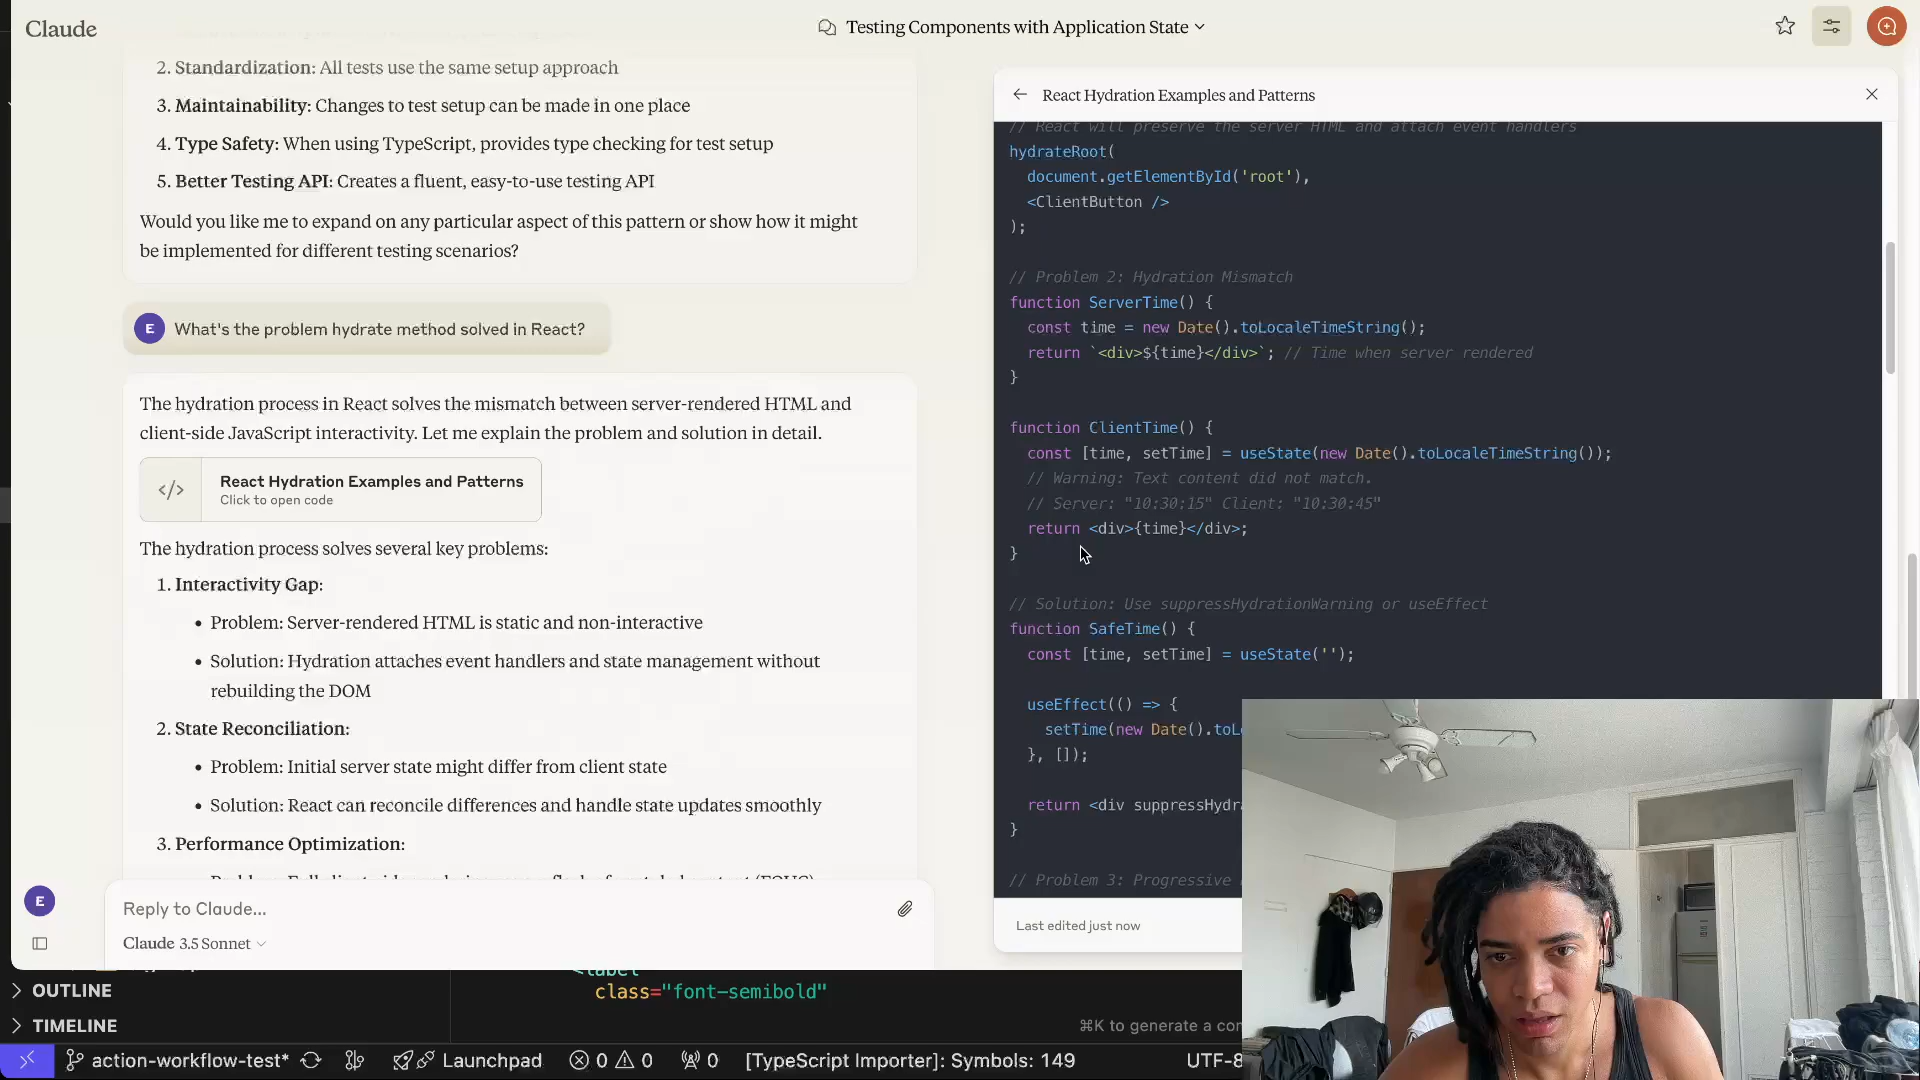 Claude
Testing Components with Application State
2. Standardization: All tests use the same setup approach
3. Maintainability: Changes to test setup can be made in one place
4. Type Safety: When using TypeScript, provides type checking for test setup
5. Better Testing API: Creates a fluent, easy-to-use testing API
Would you like me to expand on any particular aspect of this pattern or show how it might
be implemented for different testing scenarios?
E
What's the problem hydrate method solved in React?
The hydration process in React solves the mismatch between server-rendered HTML and
client-side JavaScript interactivity. Let me explain the problem and solution in detail.
</>
React Hydration Examples and Patterns
Click to open code
The hydration process solves several key problems:
1. Interactivity Gap:
• Problem: Server-rendered HTML is static and non-interactive
• Solution: Hydration attaches event handlers and state management without
rebuilding the DOM
2. State Reconciliation:
• Problem: Initial server state might differ from client state
• Solution: React can reconcile differences and handle state updates smoothly
3. Performance Optimization:
E
Reply to Claude...
Claude 3.5 Sonnet
React Hydration Examples and Patterns
// React will preserve the server HTML and attach event handlers
hydrateRoot(
document.getElementById('root'),
<ClientButton />
);
// Problem 2: Hydration Mismatch
function ServerTime() {
const time = new Date().toLocaleTimeString();
return `<div>${time}</div>`; // Time when server rendered
}
function ClientTime() {
const [time, setTime] = useState(new Date().toLocaleTimeString());
// Warning: Text content did not match.
// Server: "10:30:15" Client: "10:30:45"
return <div>{time}</div>;
}
// Solution: Use suppressHydrationWarning or useEffect
function SafeTime() {
const [time, setTime] = useState('');
useEffect(() => {
setTime(new Date().toL
}, []);
return <div suppressHydra
}
// Problem 3: Progressive
Last edited just now
<label
class="font-semibold"
⌘K to generate a co
OUTLINE
TIMELINE
action-workflow-test*
Launchpad
0
0
0
[TypeScript Importer]: Symbols: 149
UTF-8